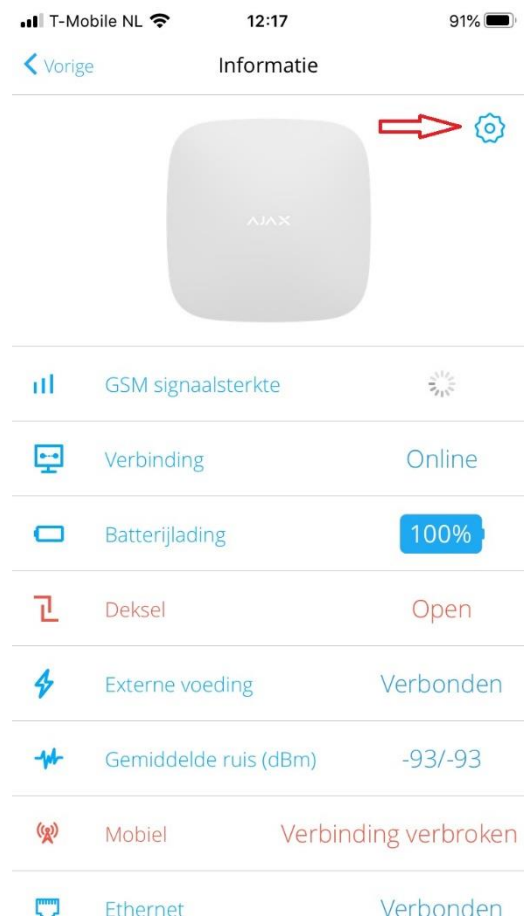 T-Mobile NL 12:17 91%
Vorige Informatie
AJAX
GSM signaalsterkte
Verbinding Online
Batterijlading 100%
Deksel Open
Externe voeding Verbonden
Gemiddelde ruis (dBm) -93/-93
Mobiel Verbinding verbroken
Ethernet Verbonden